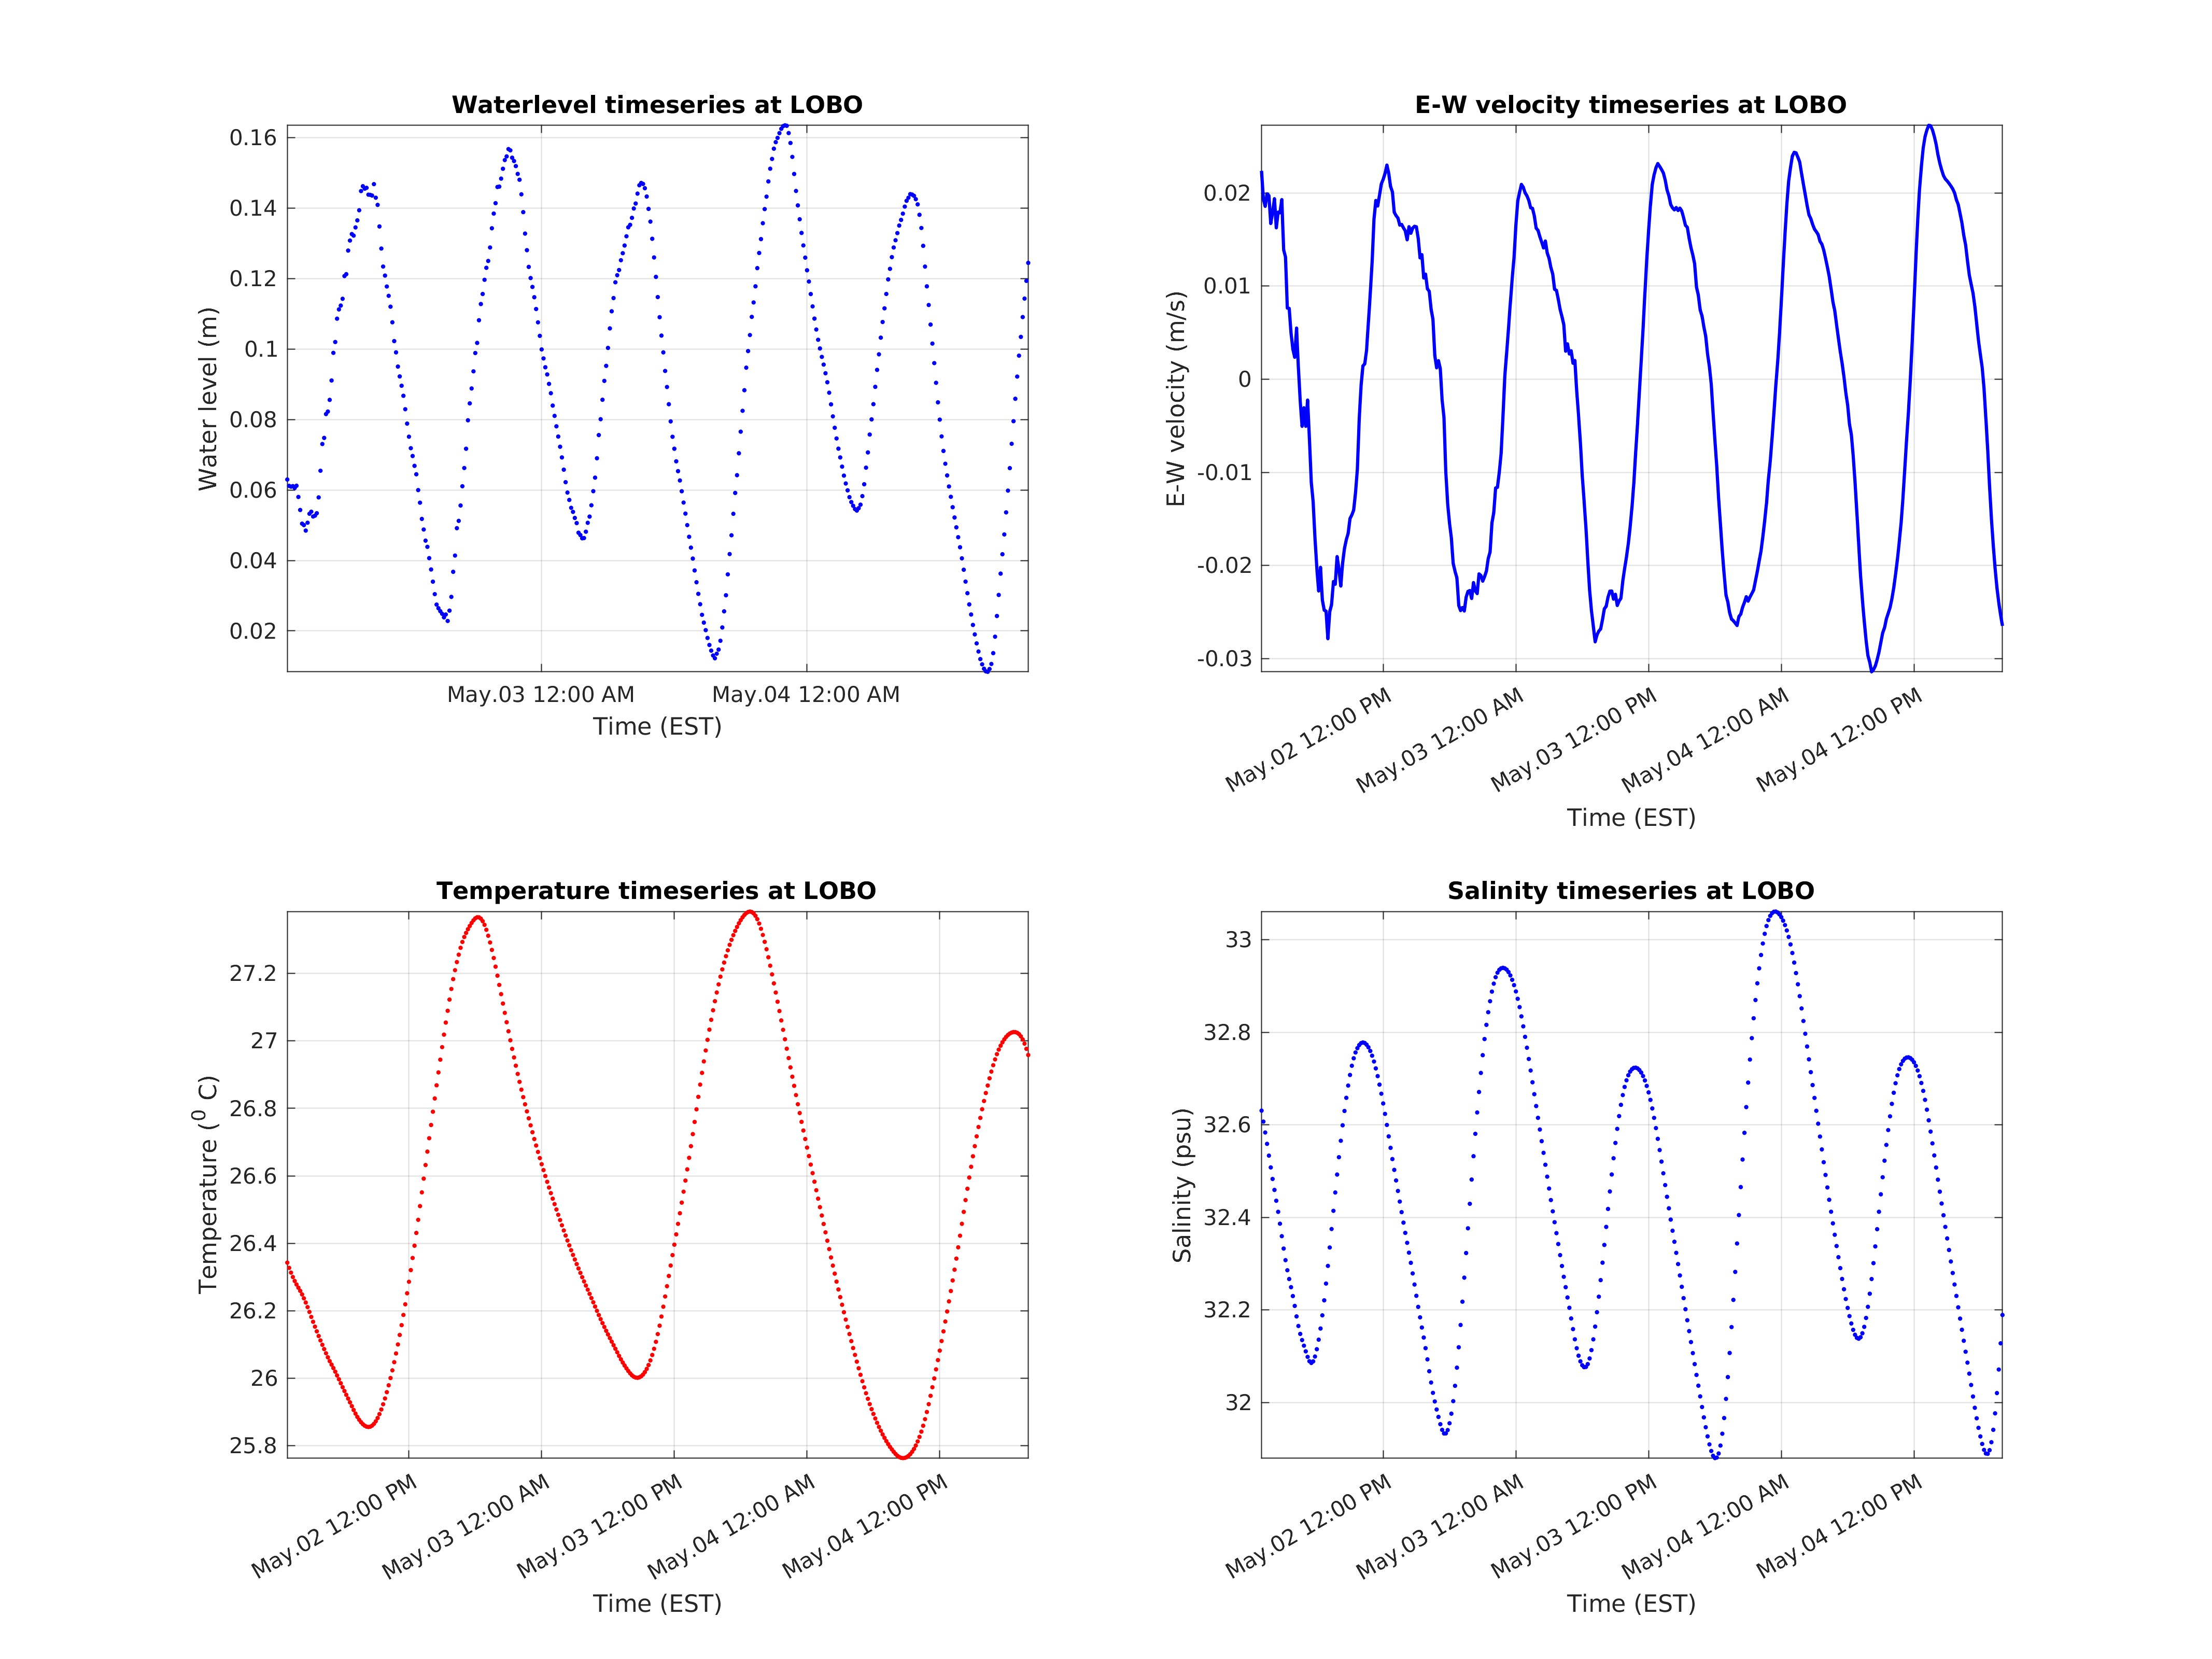 Waterlevel timeseries at LOBO
0.16
0.14
0.12
0.1
0.08
0.06
0.04
0.02
Water level (m)
May.03 12:00 AM May.04 12:00 AM
Time (EST)
E-W velocity timeseries at LOBO
0.02
0.01
0
-0.01
-0.02
-0.03
E-W velocity (m/s)
May.02 12:00 PM
May.03 12:00 AM
May.03 12:00 PM
May.04 12:00 AM
May.04 12:00 PM
Time (EST)
Temperature timeseries at LOBO
27.2
27
26.8
26.6
26.4
26.2
26
25.8
Temperature (⁰ C)
May.02 12:00 PM
May.03 12:00 AM
May.03 12:00 PM
May.04 12:00 AM
May.04 12:00 PM
Time (EST)
Salinity timeseries at LOBO
33
32.8
32.6
32.4
32.2
32
Salinity (psu)
May.02 12:00 PM
May.03 12:00 AM
May.03 12:00 PM
May.04 12:00 AM
May.04 12:00 PM
Time (EST)